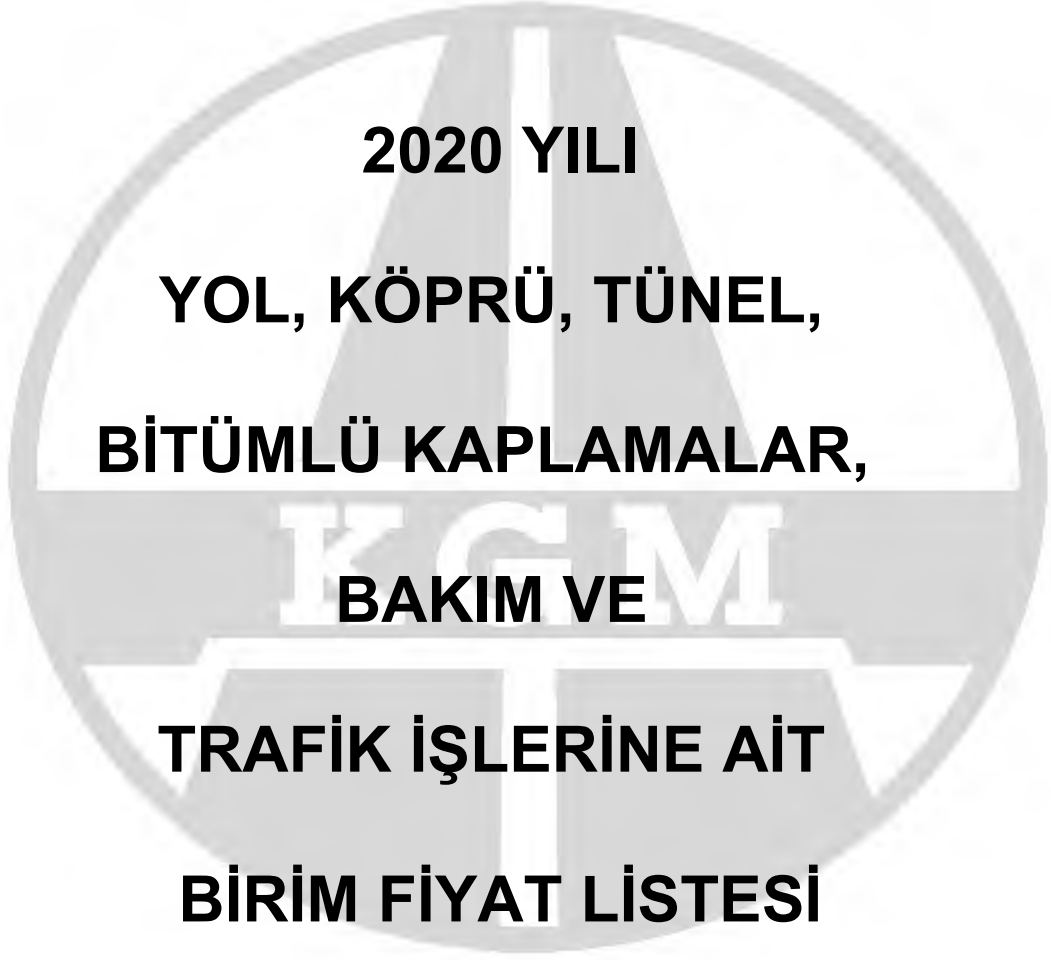 2020 YILI
YOL, KÖPRÜ, TÜNEL,
BİTÜMLÜ KAPLAMALAR,
KGM
BAKIM VE
TRAFİK İŞLERİNE AİT
BİRİM FİYAT LİSTESİ